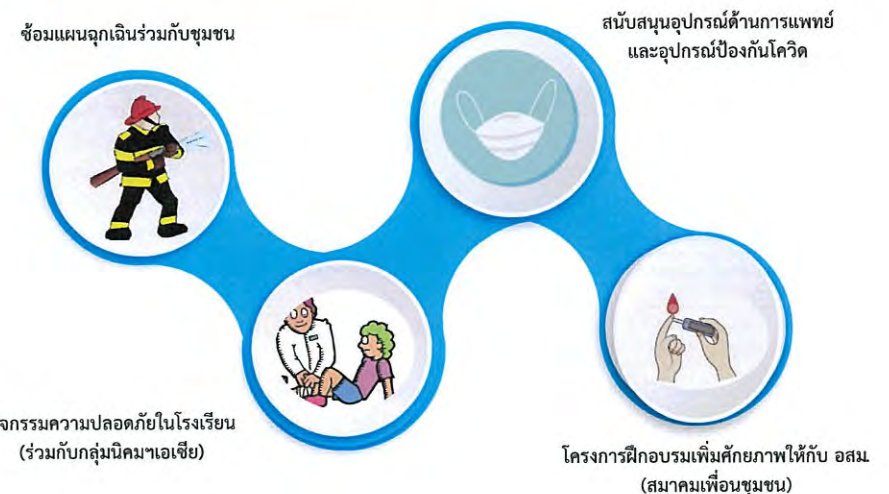 ซ้อมแผนฉุกเฉินร่วมกับชุมชน
สนับสนุนอุปกรณ์ด้านการแพทย์
และอุปกรณ์ป้องกันโควิด
จกรรมความปลอดภัยในโรงเรียน
(ร่วมกับกลุ่มนิคมฯเอเซีย)
โครงการฝึกอบรมเพิ่มศักยภาพให้กับ อสม.
(สมาคมเพื่อนชุมชน)